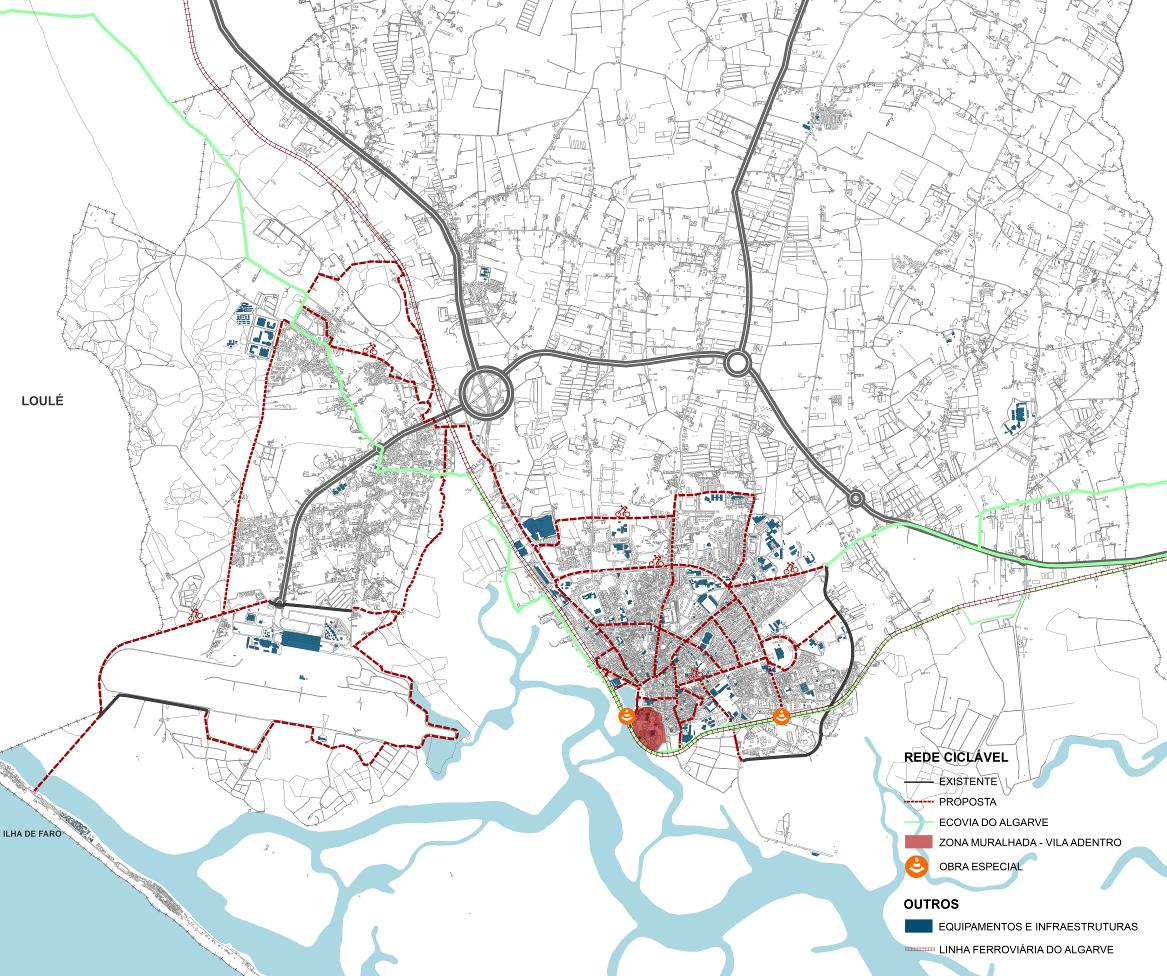 LOULÉ
ILHA DE FARO
REDE CICLÁVEL
EXISTENTE
PROPOSTA
ECOVIA DO ALGARVE
ZONA MURALHADA - VILA ADENTRO
OBRA ESPECIAL
OUTROS
EQUIPAMENTOS E INFRAESTRUTURAS
LINHA FERROVIÁRIA DO ALGARVE